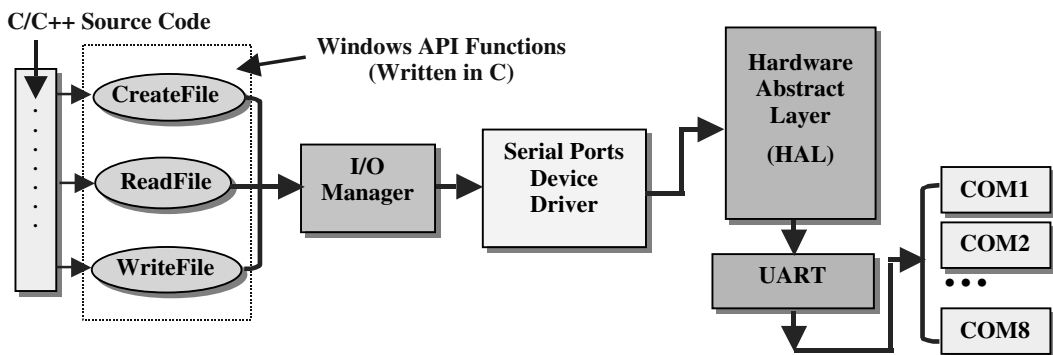 C/C++ Source Code
Windows API Functions
(Written in C)
CreateFile
ReadFile
WriteFile
I/O
Manager
Serial Ports
Device
Driver
Hardware
Abstract
Layer
(HAL)
UART
COM1
COM2
COM8